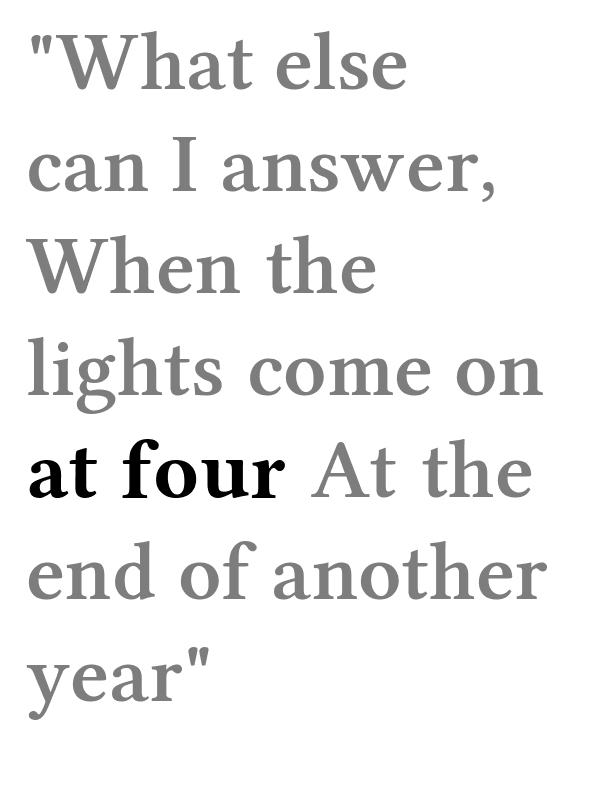 "What else
can I answer,
When the
lights come on
at four At the
end of another
year"